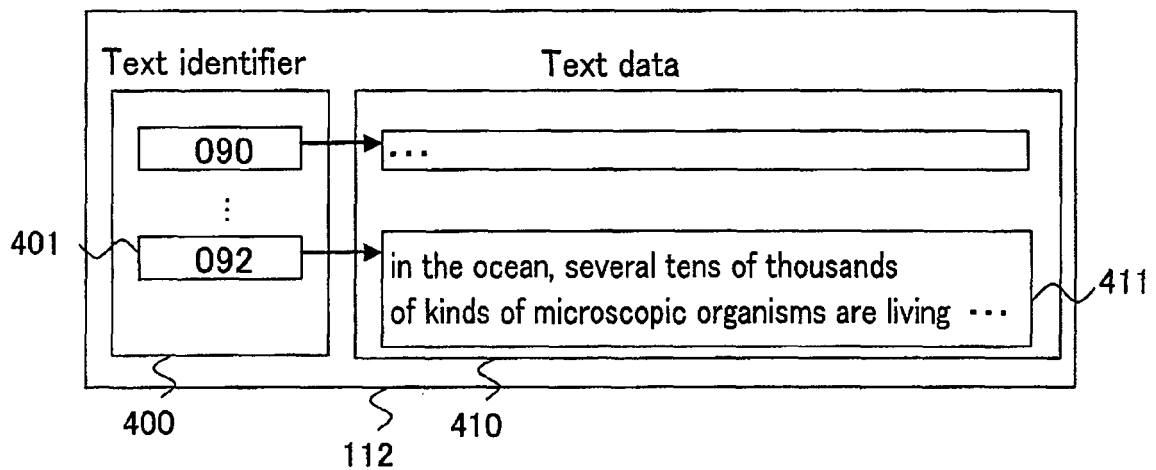 Text identifier
Text data
090
...
⋮
401
092
in the ocean, several tens of thousands
of kinds of microscopic organisms are living ...
411
400
410
112